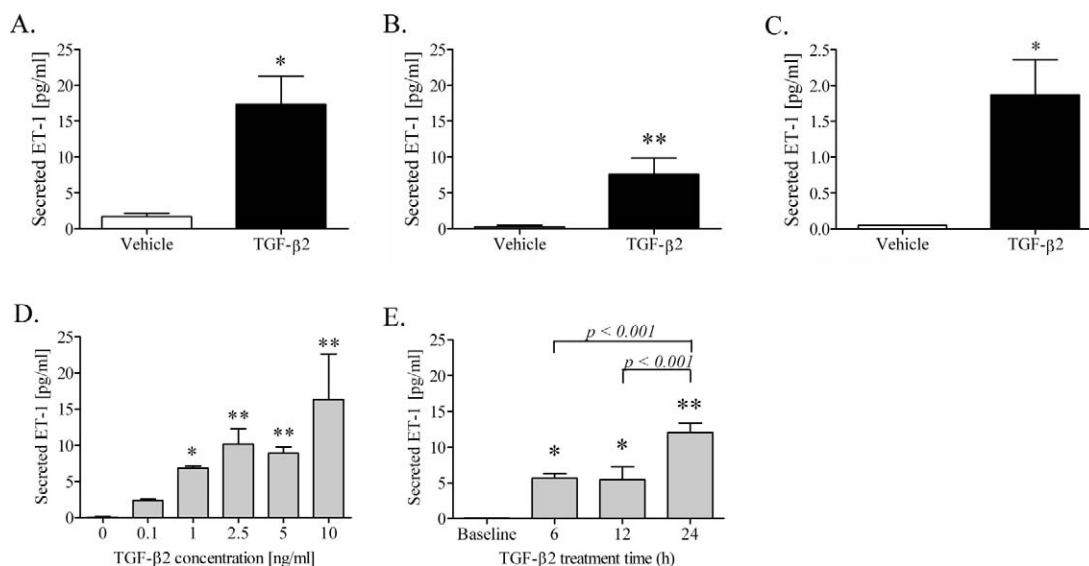 A.
Secreted ET-1 [pg/ml]
25
20
15
10
5
0
*
Vehicle
TGF-β2
B.
Secreted ET-1 [pg/ml]
25
20
15
10
5
0
**
Vehicle
TGF-β2
C.
Secreted ET-1 [pg/ml]
2.5
2.0
1.5
1.0
0.5
0.0
*
Vehicle
TGF-β2
D.
Secreted ET-1 [pg/ml]
25
20
15
10
5
0
*
**
**
**
0 0.1 1 2.5 5 10
TGF-β2 concentration [ng/ml]
E.
Secreted ET-1 [pg/ml]
25
20
15
10
5
0
p < 0.001
p < 0.001
*
*
**
Baseline 6 12 24
TGF-β2 treatment time (h)